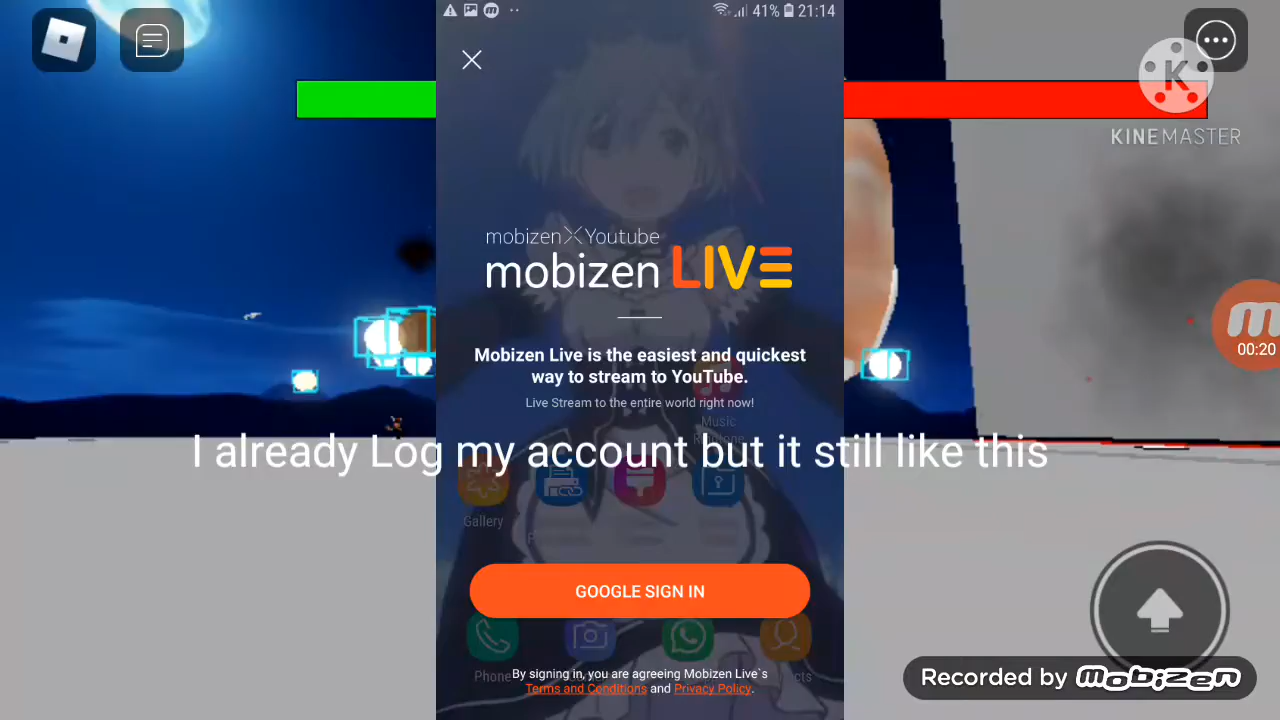 41% 21:14
KINEMASTER
mobizen Youtube
mobizen LIVE
00:20
Mobizen Live is the easiest and quickest
way to stream to YouTube.
Live Stream to the entire world right now!
Music
I already Log my account but it still like this
Gallery
GOOGLE SIGN IN
Phone
By signing in, you are agreeing Mobizen Live`s
Terms and Conditions and Privacy Policy.
Recorded by mobizen